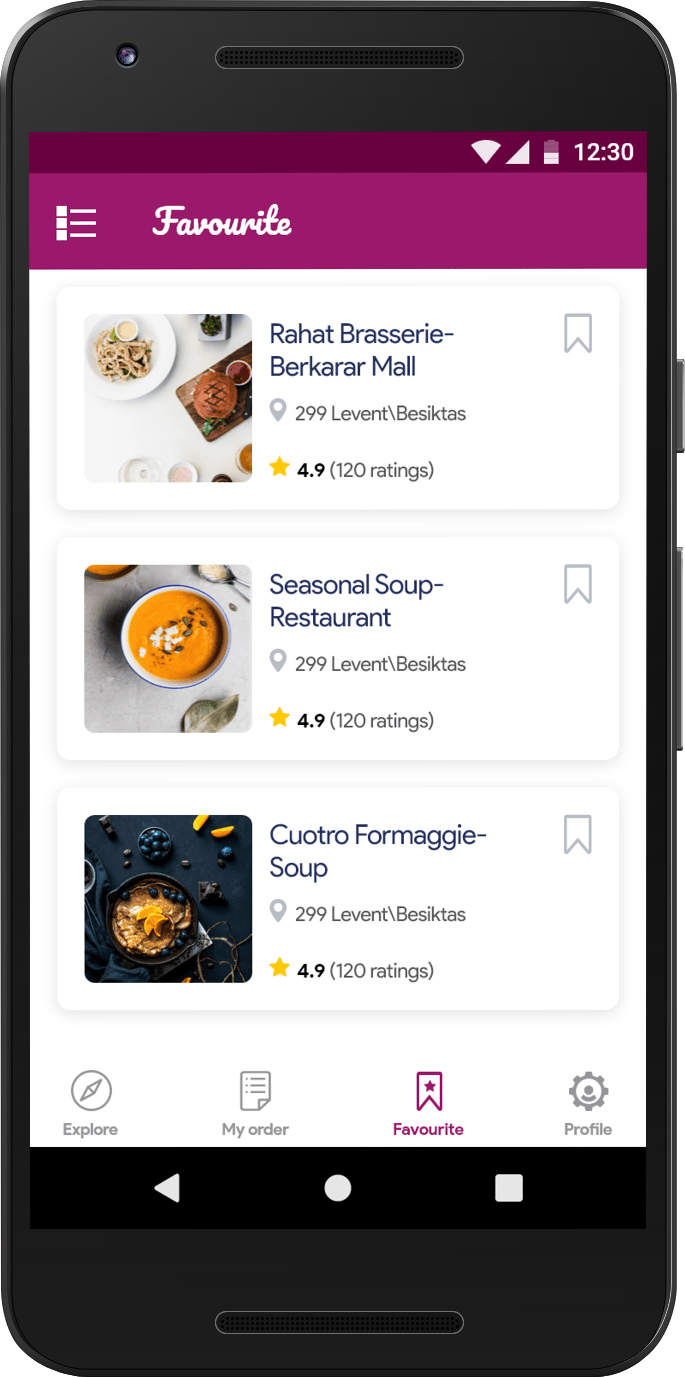 12:30
Favourite
Rahat Brasserie-
Berkarar Mall
299 Levent\Besiktas
4.9 (120 ratings)
Seasonal Soup-
Restaurant
299 Levent\Besiktas
4.9 (120 ratings)
Cuotro Formaggie-
Soup
299 Levent\Besiktas
4.9 (120 ratings)
Explore
My order
Favourite
Profile